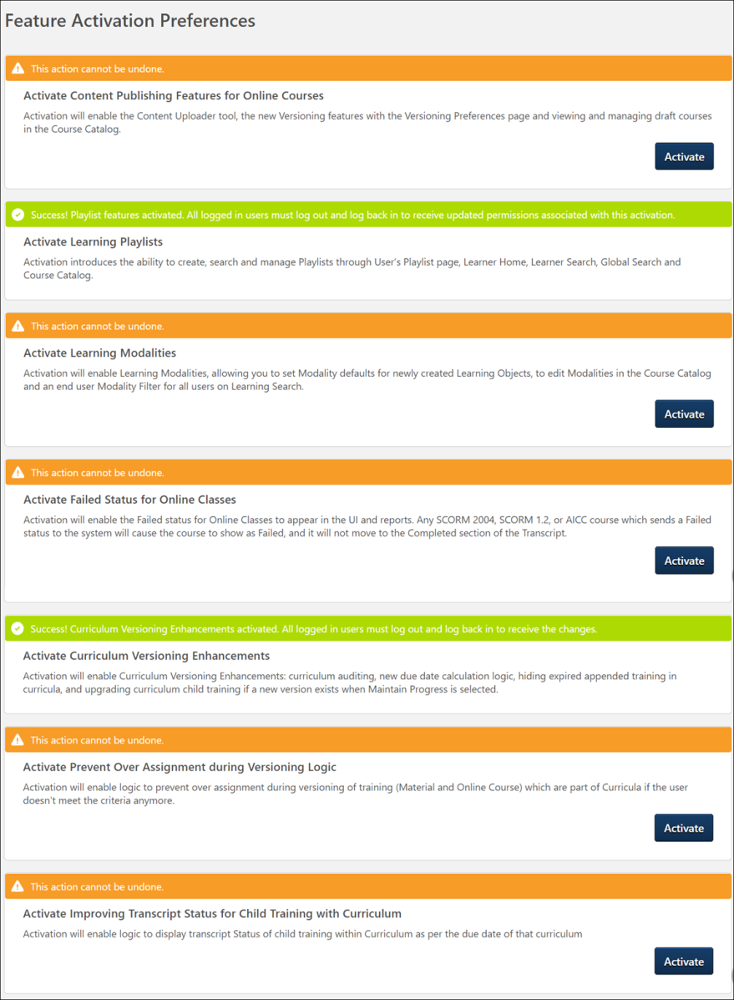 Feature Activation Preferences
This action cannot be undone.
Activate Content Publishing Features for Online Courses
Activation will enable the Content Uploader tool, the new Versioning features with the Versioning Preferences page and viewing and managing draft courses
in the Course Catalog.
Activate
Success! Playlist features activated. All logged in users must log out and log back in to receive updated permissions associated with this activation.
Activate Learning Playlists
Activation introduces the ability to create, search and manage Playlists through User's Playlist page, Learner Home, Learner Search, Global Search and
Course Catalog.
This action cannot be undone.
Activate Learning Modalities
Activation will enable Learning Modalities, allowing you to set Modality defaults for newly created Learning Objects, to edit Modalities in the Course Catalog
and an end user Modality Filter for all users on Learning Search.
Activate
This action cannot be undone.
Activate Failed Status for Online Classes
Activation will enable the Failed status for Online Classes to appear in the UI and reports. Any SCORM 2004, SCORM 1.2, or AICC course which sends a Failed
status to the system will cause the course to show as Failed, and it will not move to the Completed section of the Transcript.
Activate
Success! Curriculum Versioning Enhancements activated. All logged in users must log out and log back in to receive the changes.
Activate Curriculum Versioning Enhancements
Activation will enable Curriculum Versioning Enhancements: curriculum auditing, new due date calculation logic, hiding expired appended training in
curricula, and upgrading curriculum child training if a new version exists when Maintain Progress is selected.
This action cannot be undone.
Activate Prevent Over Assignment during Versioning Logic
Activation will enable logic to prevent over assignment during versioning of training (Material and Online Course) which are part of Curricula if the user
doesn't meet the criteria anymore.
Activate
This action cannot be undone.
Activate Improving Transcript Status for Child Training with Curriculum
Activation will enable logic to display transcript Status of child training within Curriculum as per the due date of that curriculum
Activate